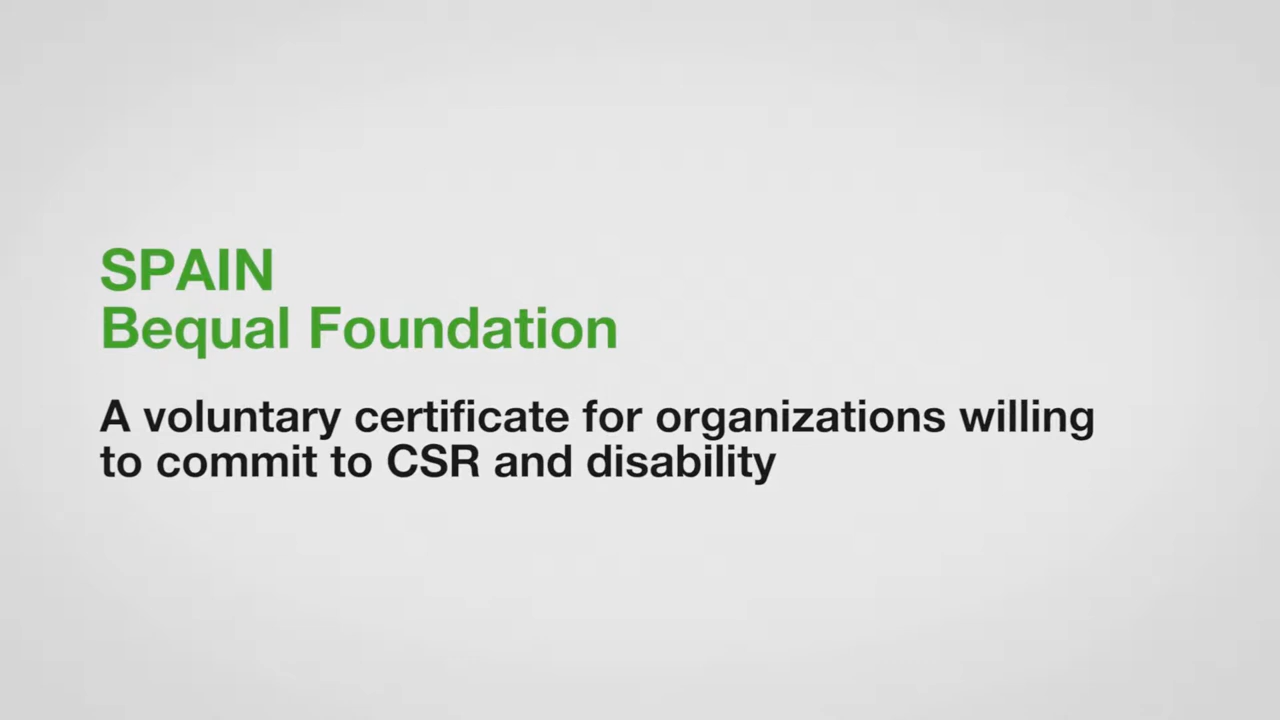 SPAIN
Bequal Foundation
A voluntary certificate for organizations willing
to commit to CSR and disability